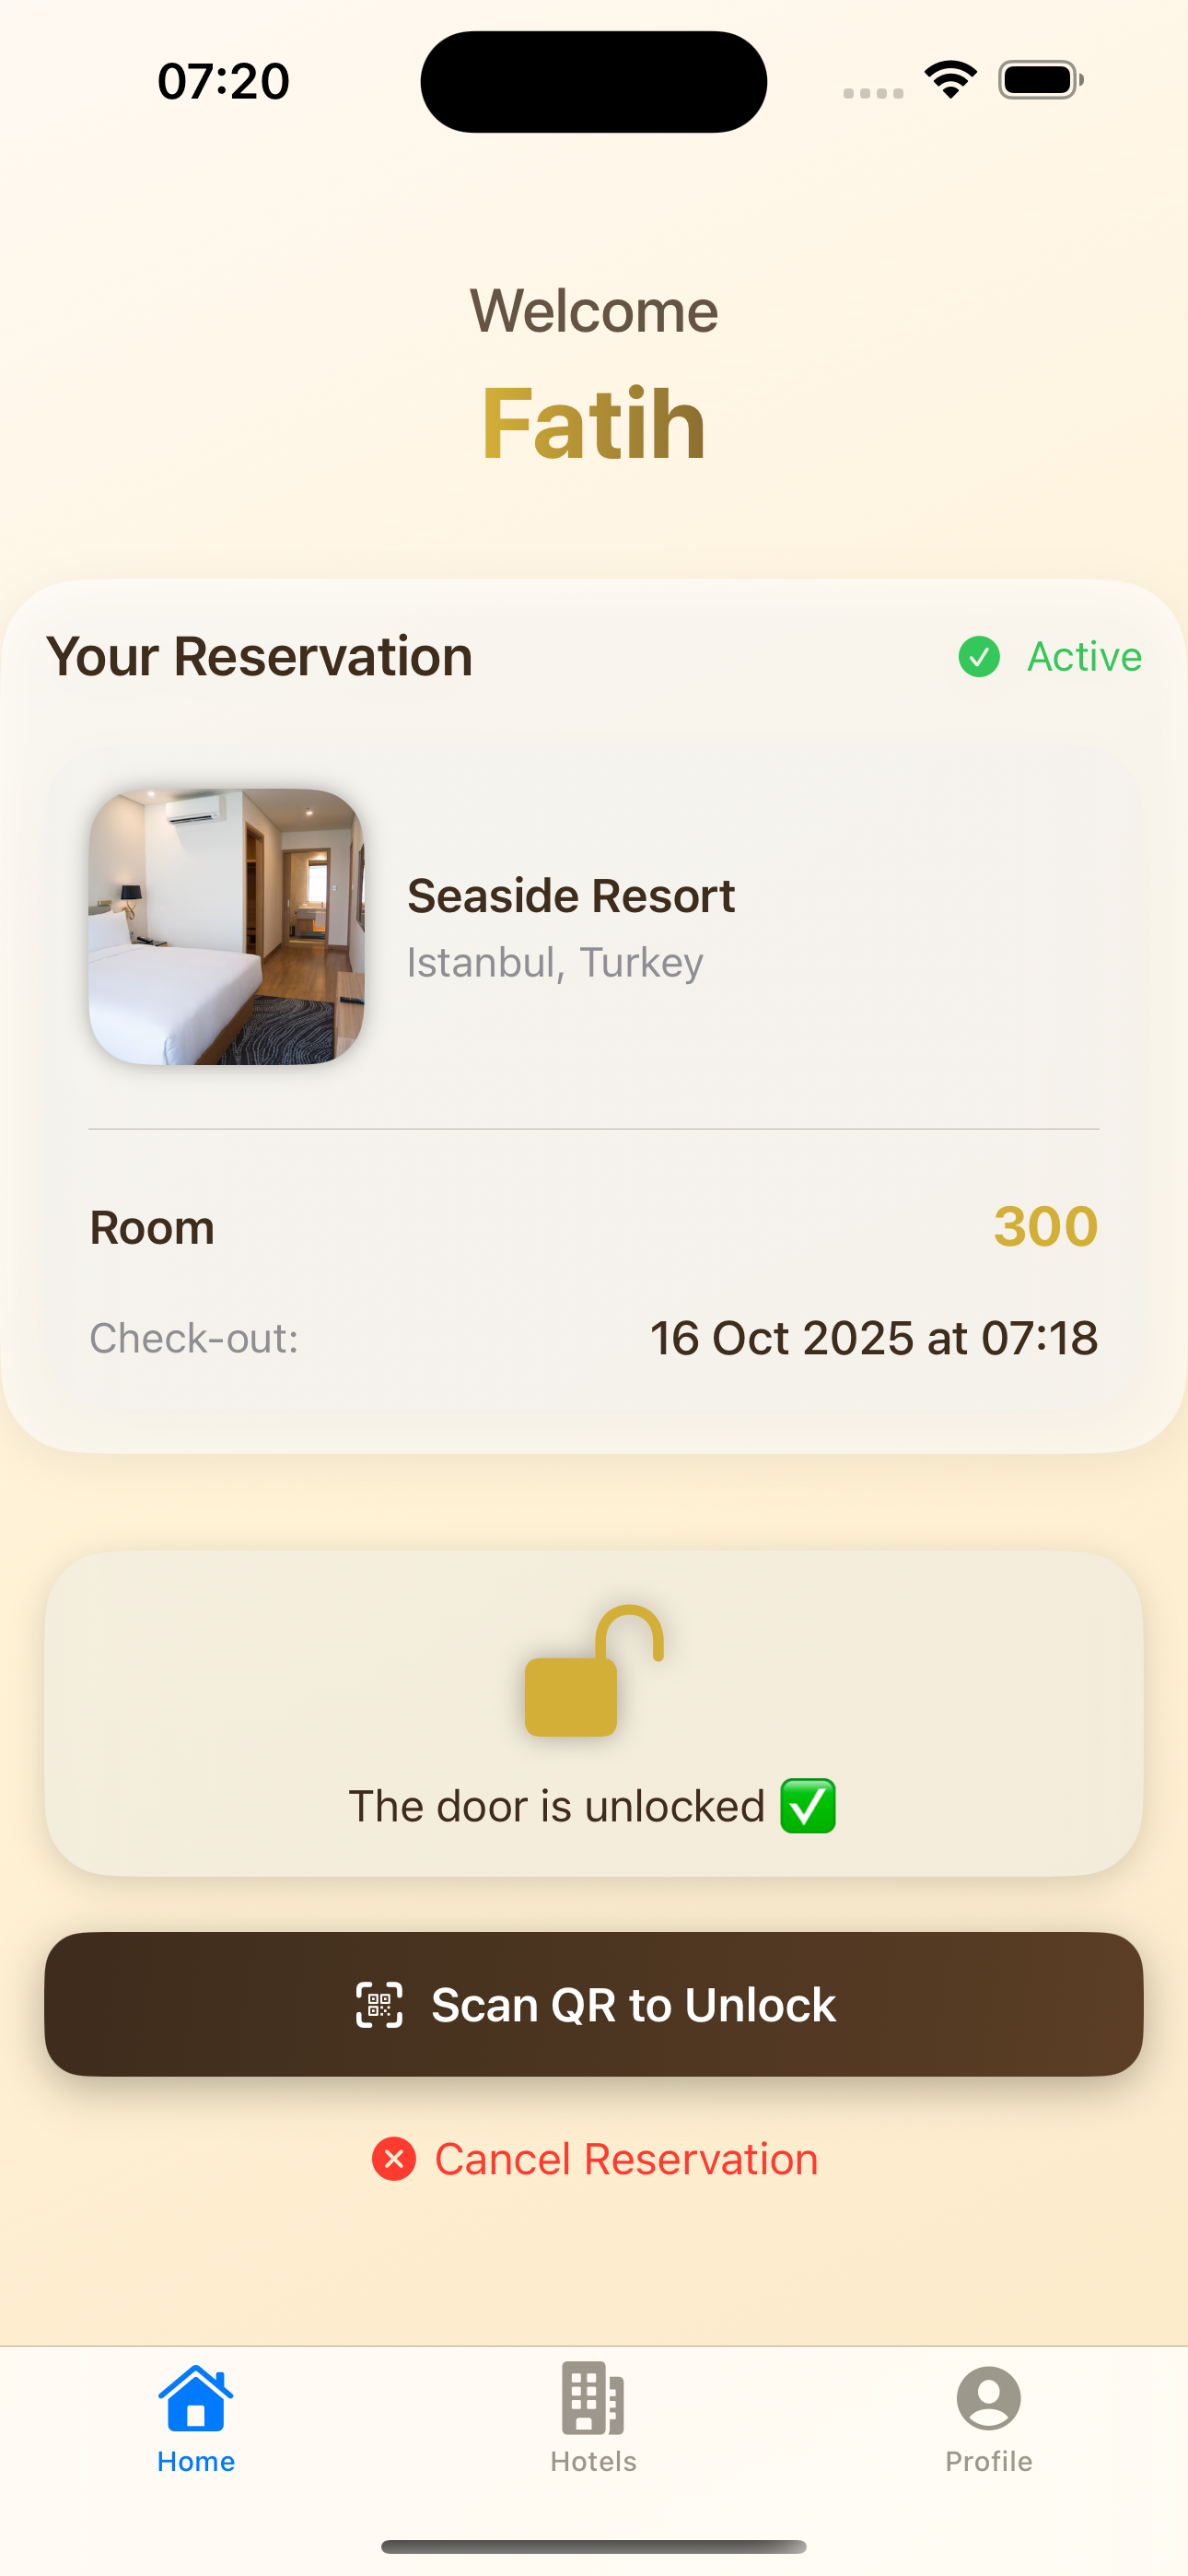 07:20
Welcome
Fatih
Your Reservation
Active
Seaside Resort
Istanbul, Turkey
Room
300
Check-out:
16 Oct 2025 at 07:18
The door is unlocked ✅
Scan QR to Unlock
Cancel Reservation
Home
Hotels
Profile